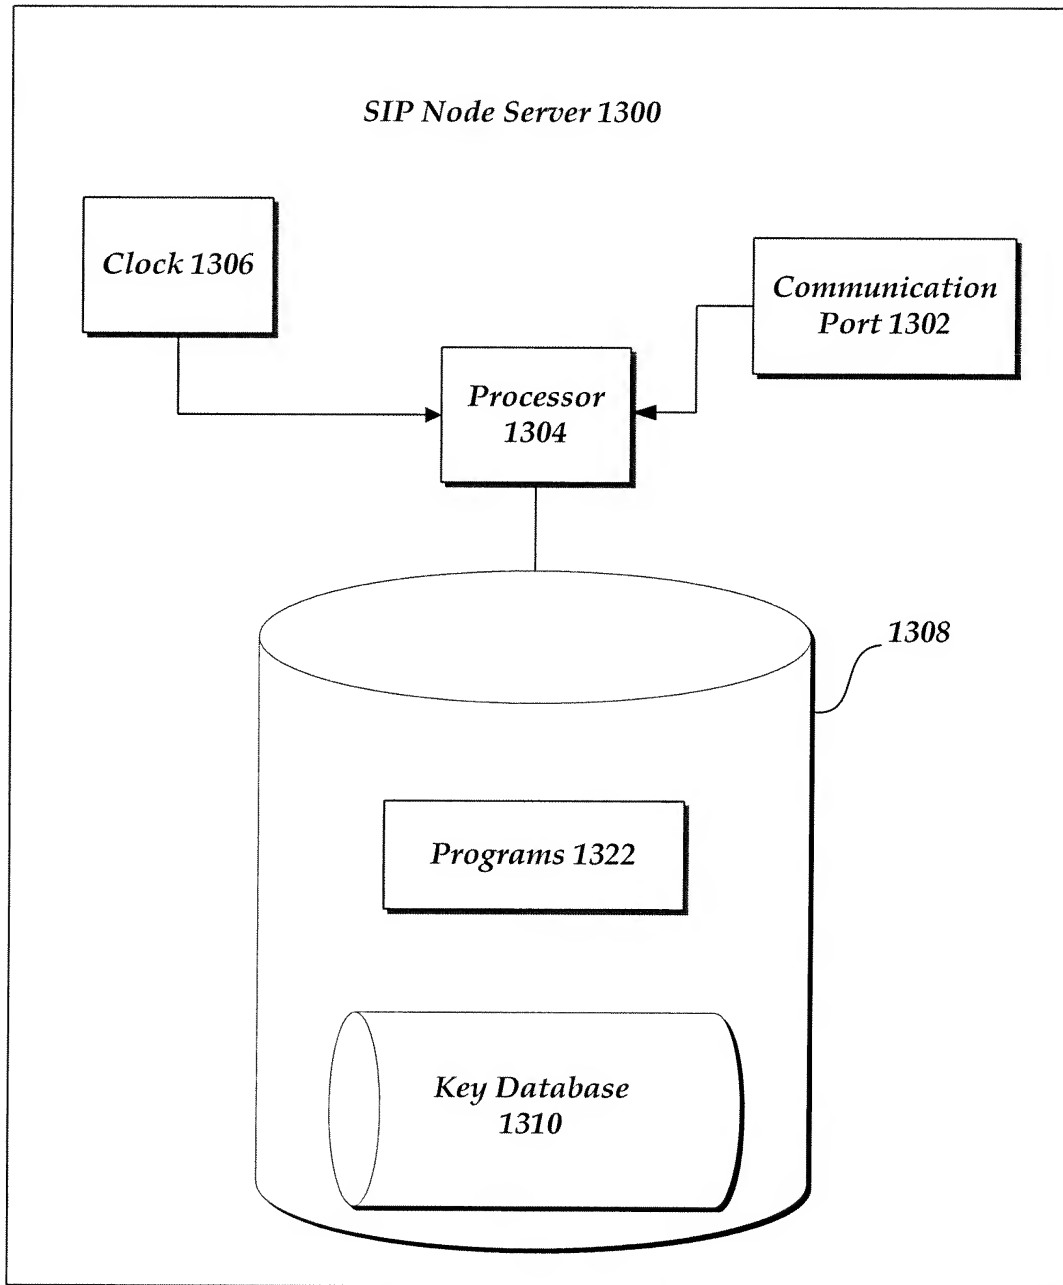 SIP Node Server 1300
Clock 1306
Communication
Port 1302
Processor
1304
1308
Programs 1322
Key Database
1310